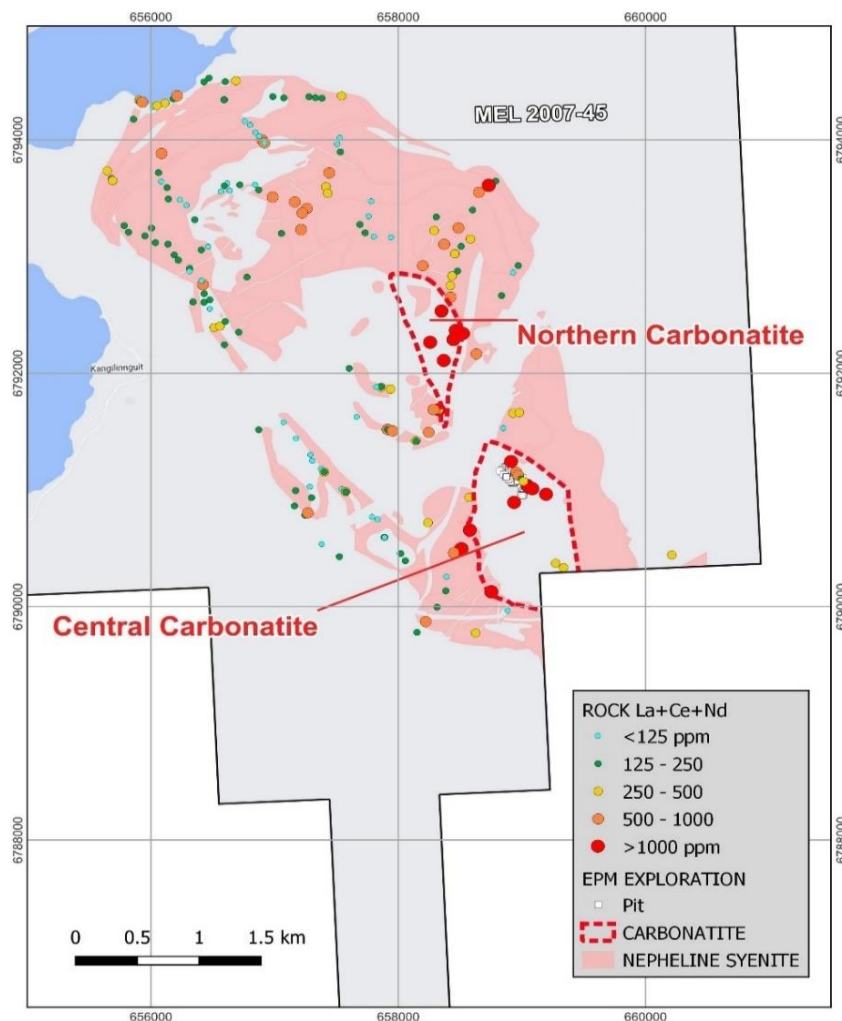 656000
658000
660000
MEL 2007-45
6794000
6794000
Northern Carbonatite
Kangilinnguit
6792000
6792000
6790000
6790000
Central Carbonatite
ROCK La+Ce+Nd
<125 ppm
125 - 250
250 - 500
500 - 1000
>1000 ppm
EPM EXPLORATION
Pit
CARBONATITE
NEPHELINE SYENITE
6788000
6788000
0 0.5 1 1.5 km
656000
658000
660000